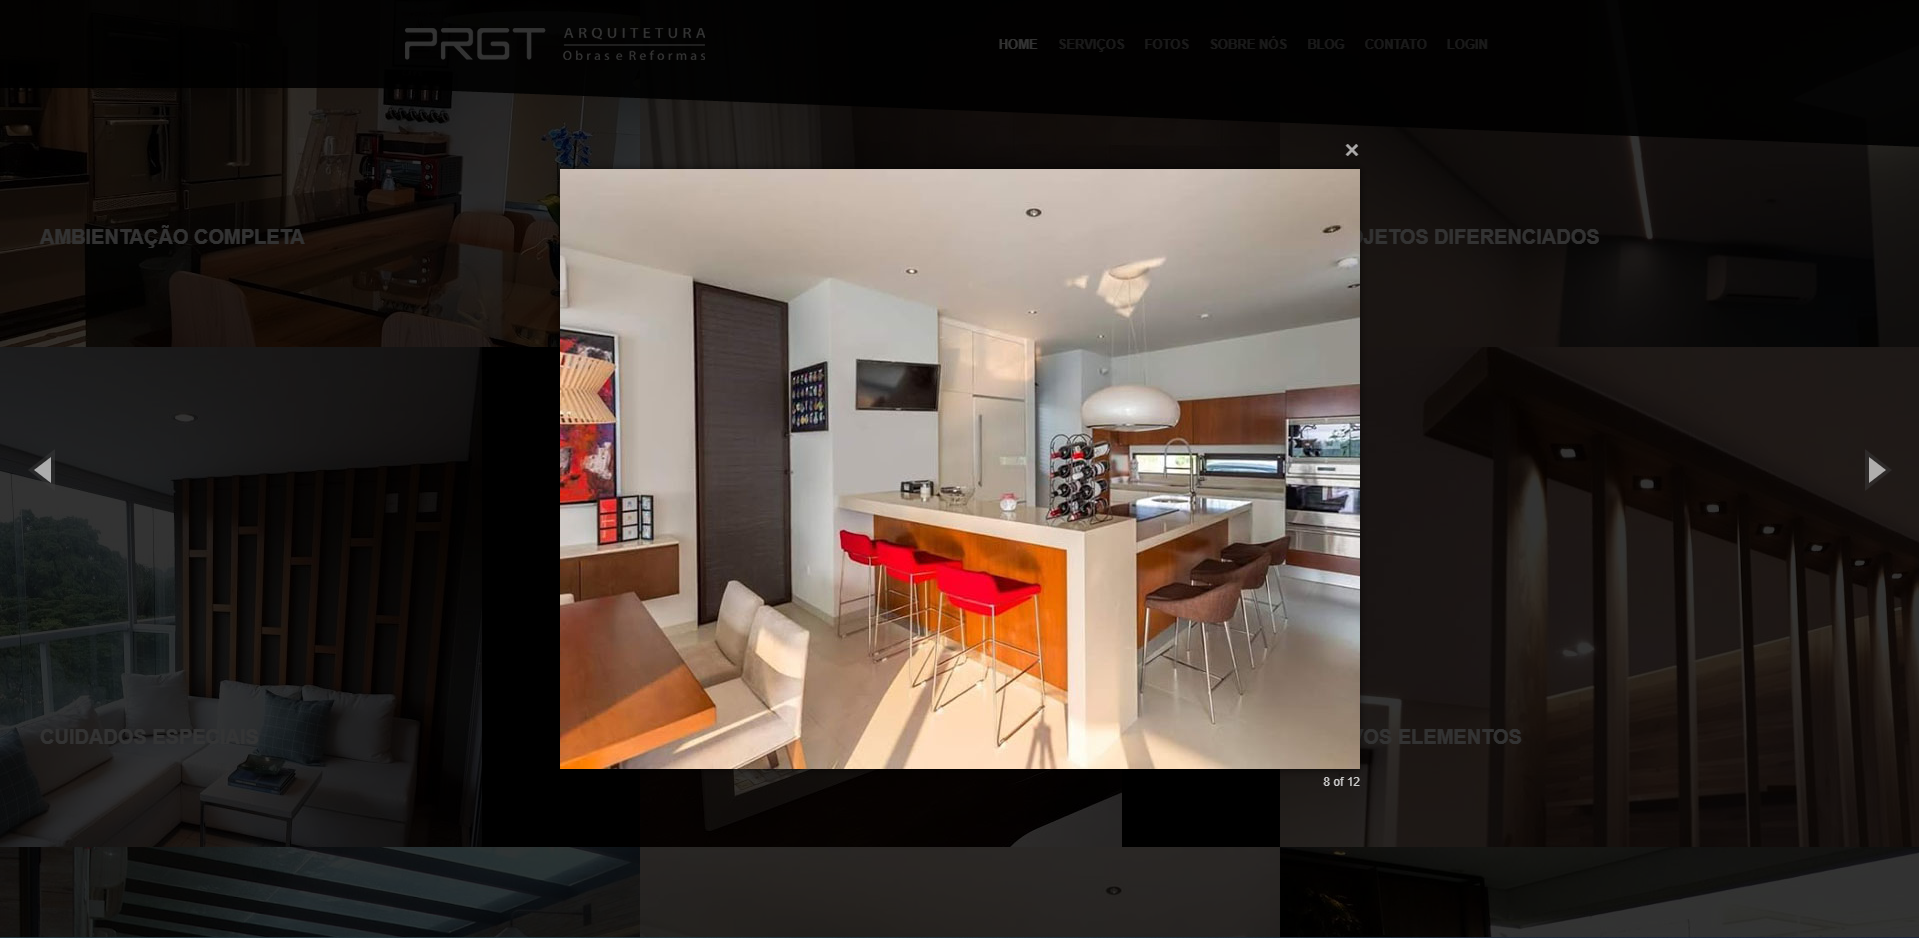 PRGT ARQUITETURA
Obras e Reformas
HOME SERVIÇOS FOTOS SOBRE NÓS BLOG CONTATO LOGIN
×
AMBIENTAÇÃO COMPLETA
JETOS DIFERENCIADOS
CUIDADOS ESPECIAIS
VOS ELEMENTOS
8 of 12